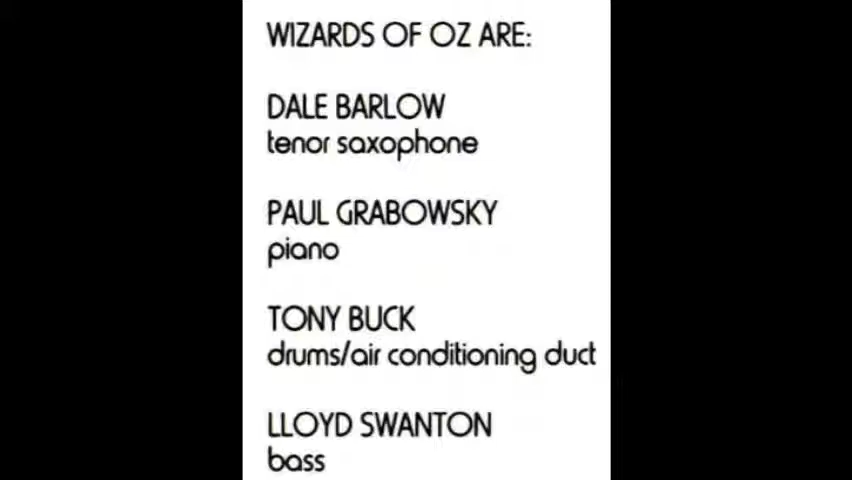 WIZARDS OF OZ ARE:
DALE BARLOW
tenor saxophone
PAUL GRABOWSKY
piano
TONY BUCK
drums/air conditioning duct
LLOYD SWANTON
bass